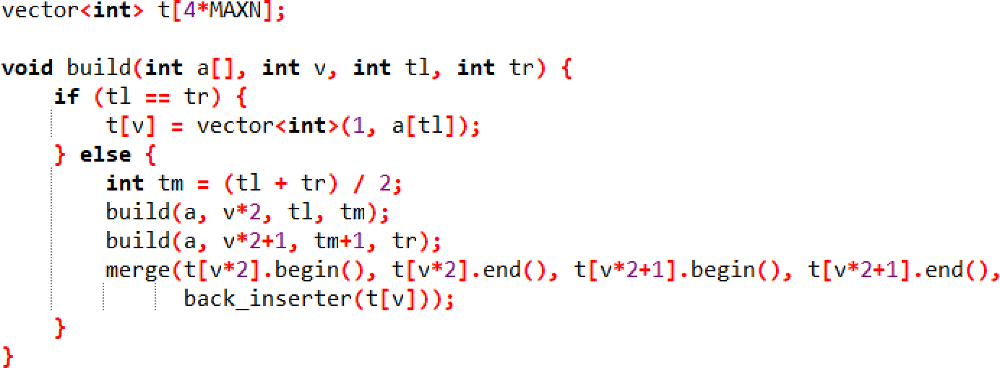 vector<int> t[4*MAXN];

void build(int a[], int v, int tl, int tr) {
    if (tl == tr) {
        t[v] = vector<int>(1, a[tl]);
    } else {
        int tm = (tl + tr) / 2;
        build(a, v*2, tl, tm);
        build(a, v*2+1, tm+1, tr);
        merge(t[v*2].begin(), t[v*2].end(), t[v*2+1].begin(), t[v*2+1].end(),
              back_inserter(t[v]));
    }
}